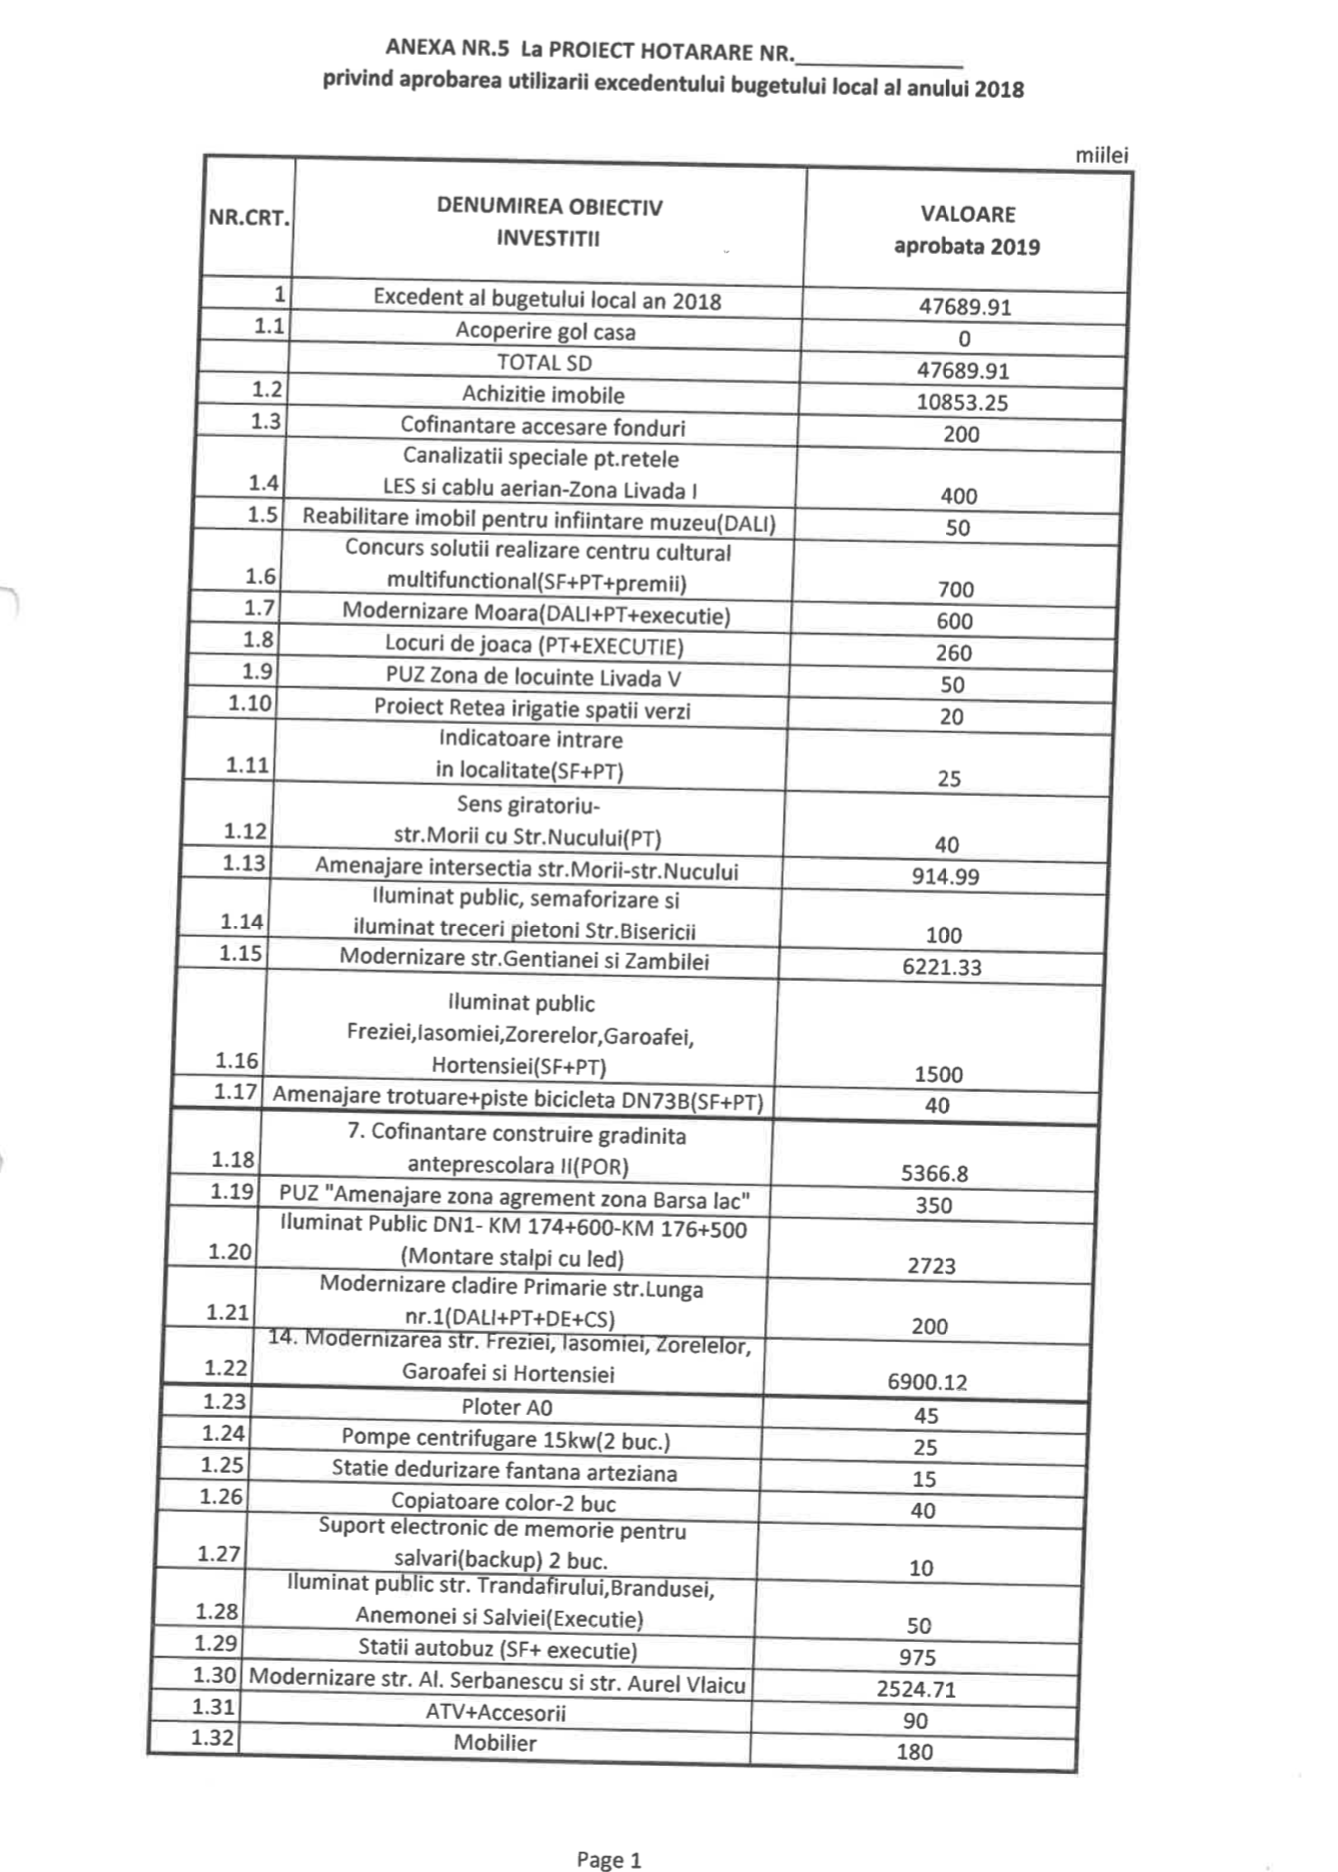 ANEXA NR.5 La PROIECT HOTARARE NR.______________
privind aprobarea utilizarii excedentului bugetului local al anului 2018
miilei
NR.CRT. DENUMIREA OBIECTIV INVESTITII VALOARE aprobata 2019
1 Excedent al bugetului local an 2018 47689.91
1.1 Acoperire gol casa 0
TOTAL SD 47689.91
1.2 Achizitie imobile 10853.25
1.3 Cofinantare accesare fonduri 200
Canalizatii speciale pt.retele
1.4 LES si cablu aerian-Zona Livada I 400
1.5 Reabilitare imobil pentru infiintare muzeu(DALI) 50
Concurs solutii realizare centru cultural
1.6 multifunctional(SF+PT+premii) 700
1.7 Modernizare Moara(DALI+PT+executie) 600
1.8 Locuri de joaca (PT+EXECUTIE) 260
1.9 PUZ Zona de locuinte Livada V 50
1.10 Proiect Retea irigatie spatii verzi 20
Indicatoare intrare
1.11 in localitate(SF+PT) 25
Sens giratoriu-
1.12 str.Morii cu Str.Nucului(PT) 40
1.13 Amenajare intersectia str.Morii-str.Nucului 914.99
Iluminat public, semaforizare si
1.14 iluminat treceri pietoni Str.Bisericii 100
1.15 Modernizare str.Gentianei si Zambilei 6221.33
Iluminat public
Freziei,Iasomiei,Zorerelor,Garoafei,
1.16 Hortensiei(SF+PT) 1500
1.17 Amenajare trotuare+piste bicicleta DN73B(SF+PT) 40
7. Cofinantare construire gradinita
1.18 anteprescolara II(POR) 5366.8
1.19 PUZ "Amenajare zona agrement zona Barsa lac" 350
Iluminat Public DN1- KM 174+600-KM 176+500
1.20 (Montare stalpi cu led) 2723
Modernizare cladire Primarie str.Lunga
1.21 nr.1(DALI+PT+DE+CS) 200
14. Modernizarea str. Freziei, Iasomiei, Zorelelor,
1.22 Garoafei si Hortensiei 6900.12
1.23 Ploter A0 45
1.24 Pompe centrifugare 15kw(2 buc.) 25
1.25 Statie dedurizare fantana arteziana 15
1.26 Copiatoare color-2 buc 40
Suport electronic de memorie pentru
1.27 salvari(backup) 2 buc. 10
Iluminat public str. Trandafirului,Brandusei,
1.28 Anemonei si Salviei(Executie) 50
1.29 Statii autobuz (SF+ executie) 975
1.30 Modernizare str. Al. Serbanescu si str. Aurel Vlaicu 2524.71
1.31 ATV+Accesorii 90
1.32 Mobilier 180
Page 1